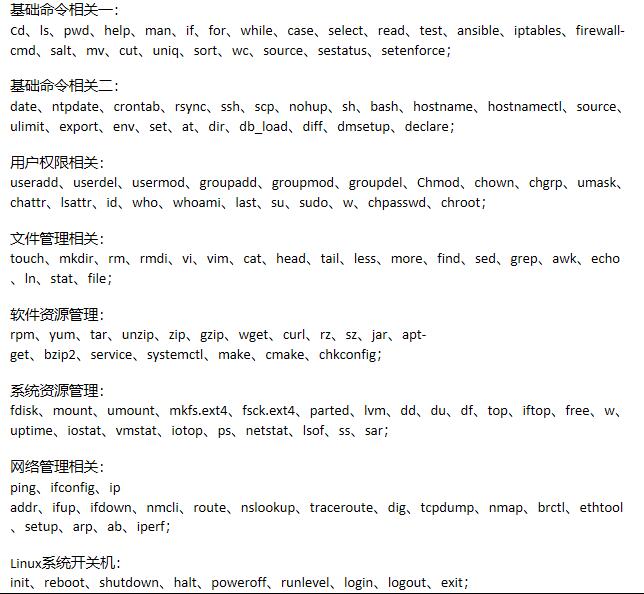 基础命令相关一：
cd、ls、pwd、help、man、if、for、while、case、select、read、test、ansible、iptables、firewall-
cmd、salt、mv、cut、uniq、sort、wc、source、sestatus、setenforce；
基础命令相关二：
date、ntpdate、crontab、rsync、ssh、scp、nohup、sh、bash、hostname、hostnamectl、source、
ulimit、export、env、set、at、dir、db_load、diff、dmsetup、declare；
用户权限相关：
useradd、userdel、usermod、groupadd、groupmod、groupdel、Chmod、chown、chgrp、umask、
chattr、lsattr、id、who、whoami、last、su、sudo、w、chpasswd、chroot；
文件管理相关：
touch、mkdir、rm、rmdi、vi、vim、cat、head、tail、less、more、find、sed、grep、awk、echo
、ln、stat、file；
软件资源管理：
rpm、yum、tar、unzip、zip、gzip、wget、curl、rz、sz、jar、apt-
get、bzip2、service、systemctl、make、cmake、chkconfig；
系统资源管理：
fdisk、mount、umount、mkfs.ext4、fsck.ext4、parted、lvm、dd、du、df、top、iftop、free、w、
uptime、iostat、vmstat、iotop、ps、netstat、lsof、ss、sar；
网络管理相关：
ping、ifconfig、ip
addr、ifup、ifdown、nmcli、route、nslookup、traceroute、dig、tcpdump、nmap、brctl、ethtool
、setup、arp、ab、iperf；
Linux系统开关机：
init、reboot、shutdown、halt、poweroff、runlevel、login、logout、exit；